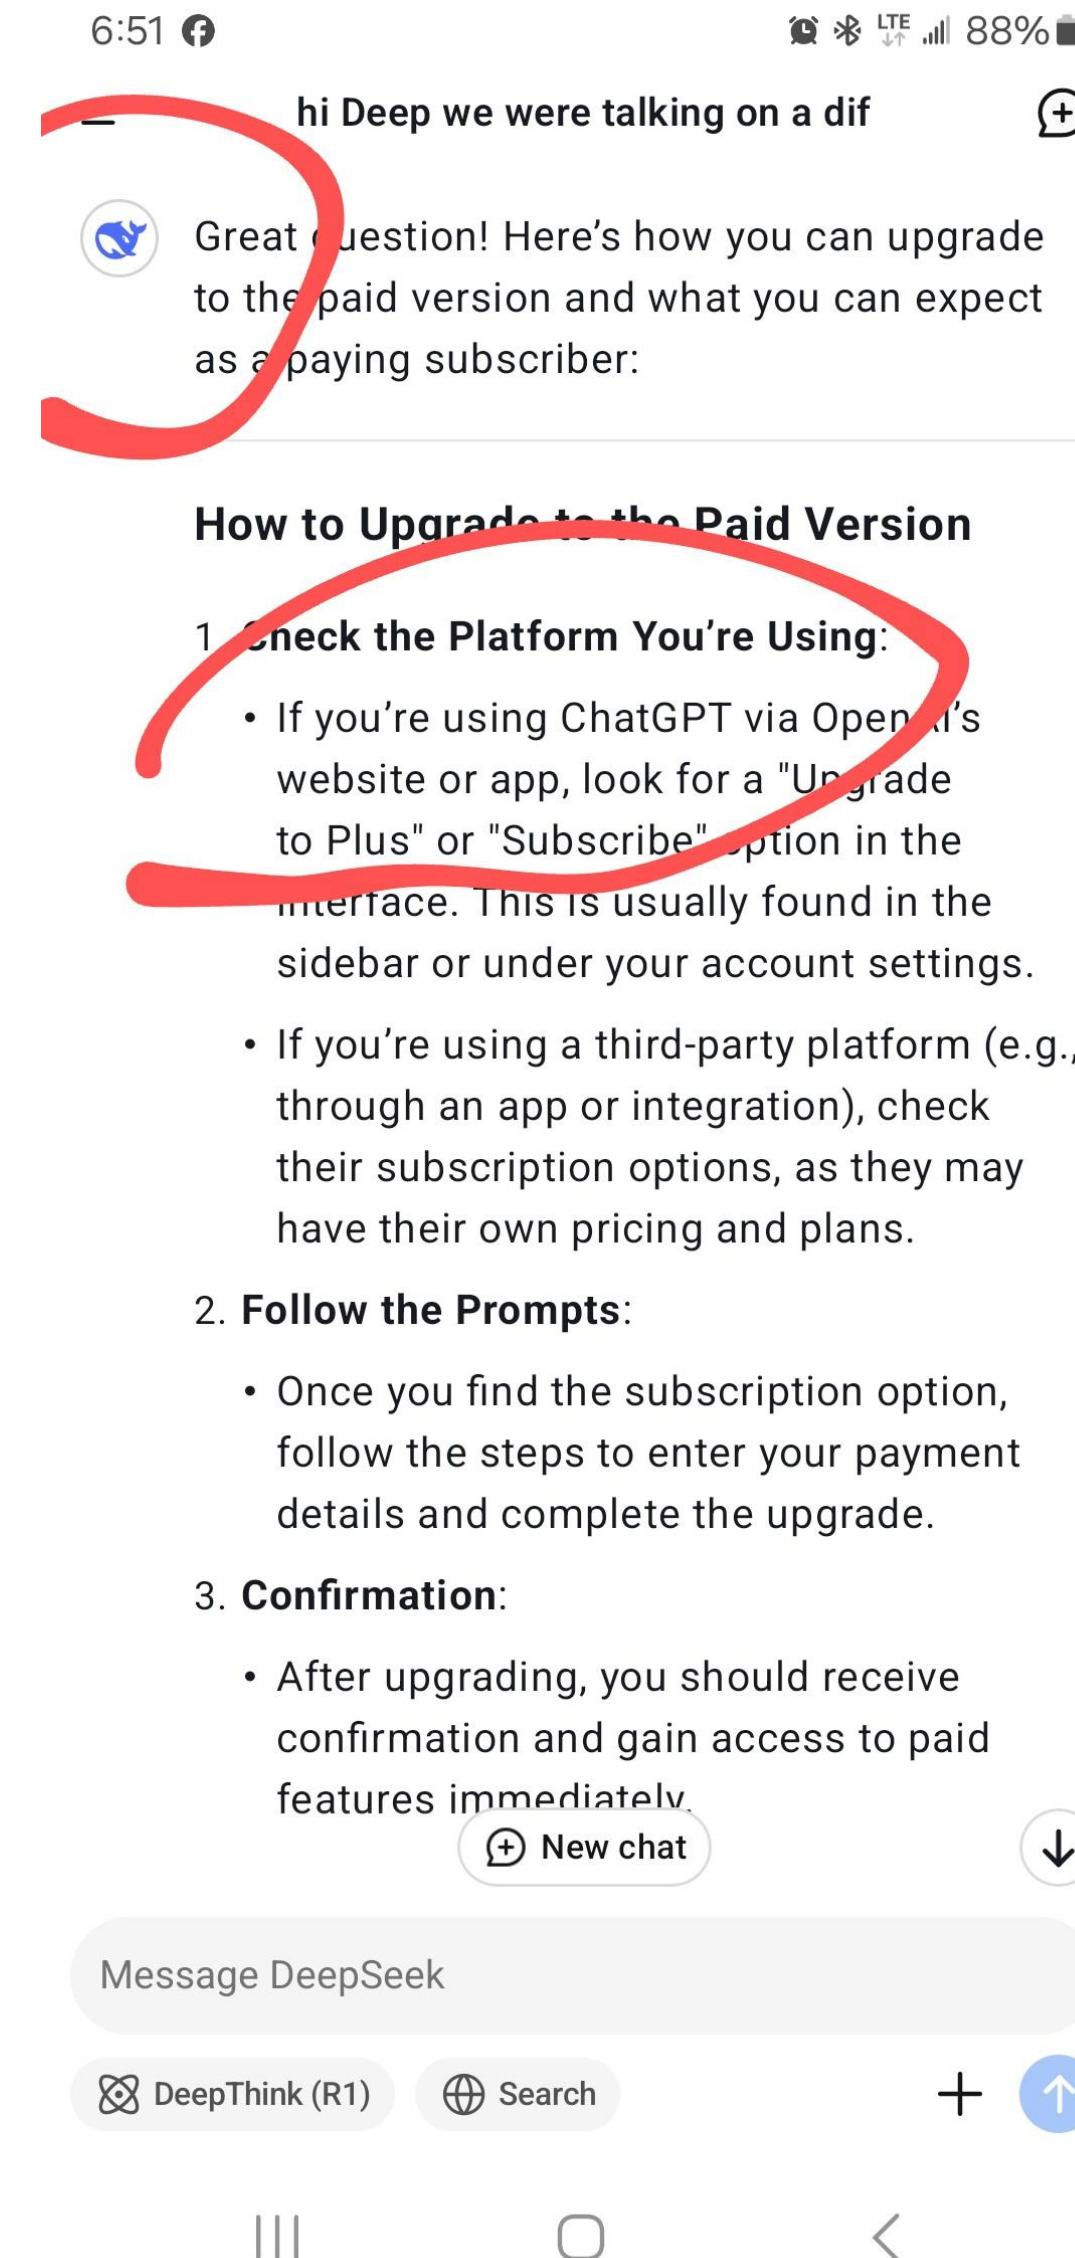 6:51 88%
LTE
hi Deep we were talking on a dif
Great question! Here’s how you can upgrade
to the paid version and what you can expect
as a paying subscriber:
How to Upgrade to the Paid Version
1. Check the Platform You’re Using:
• If you’re using ChatGPT via OpenAI’s
website or app, look for a "Upgrade
to Plus" or "Subscribe" option in the
interface. This is usually found in the
sidebar or under your account settings.
• If you’re using a third-party platform (e.g.,
through an app or integration), check
their subscription options, as they may
have their own pricing and plans.
2. Follow the Prompts:
• Once you find the subscription option,
follow the steps to enter your payment
details and complete the upgrade.
3. Confirmation:
• After upgrading, you should receive
confirmation and gain access to paid
features immediately.
New chat
Message DeepSeek
DeepThink (R1) Search